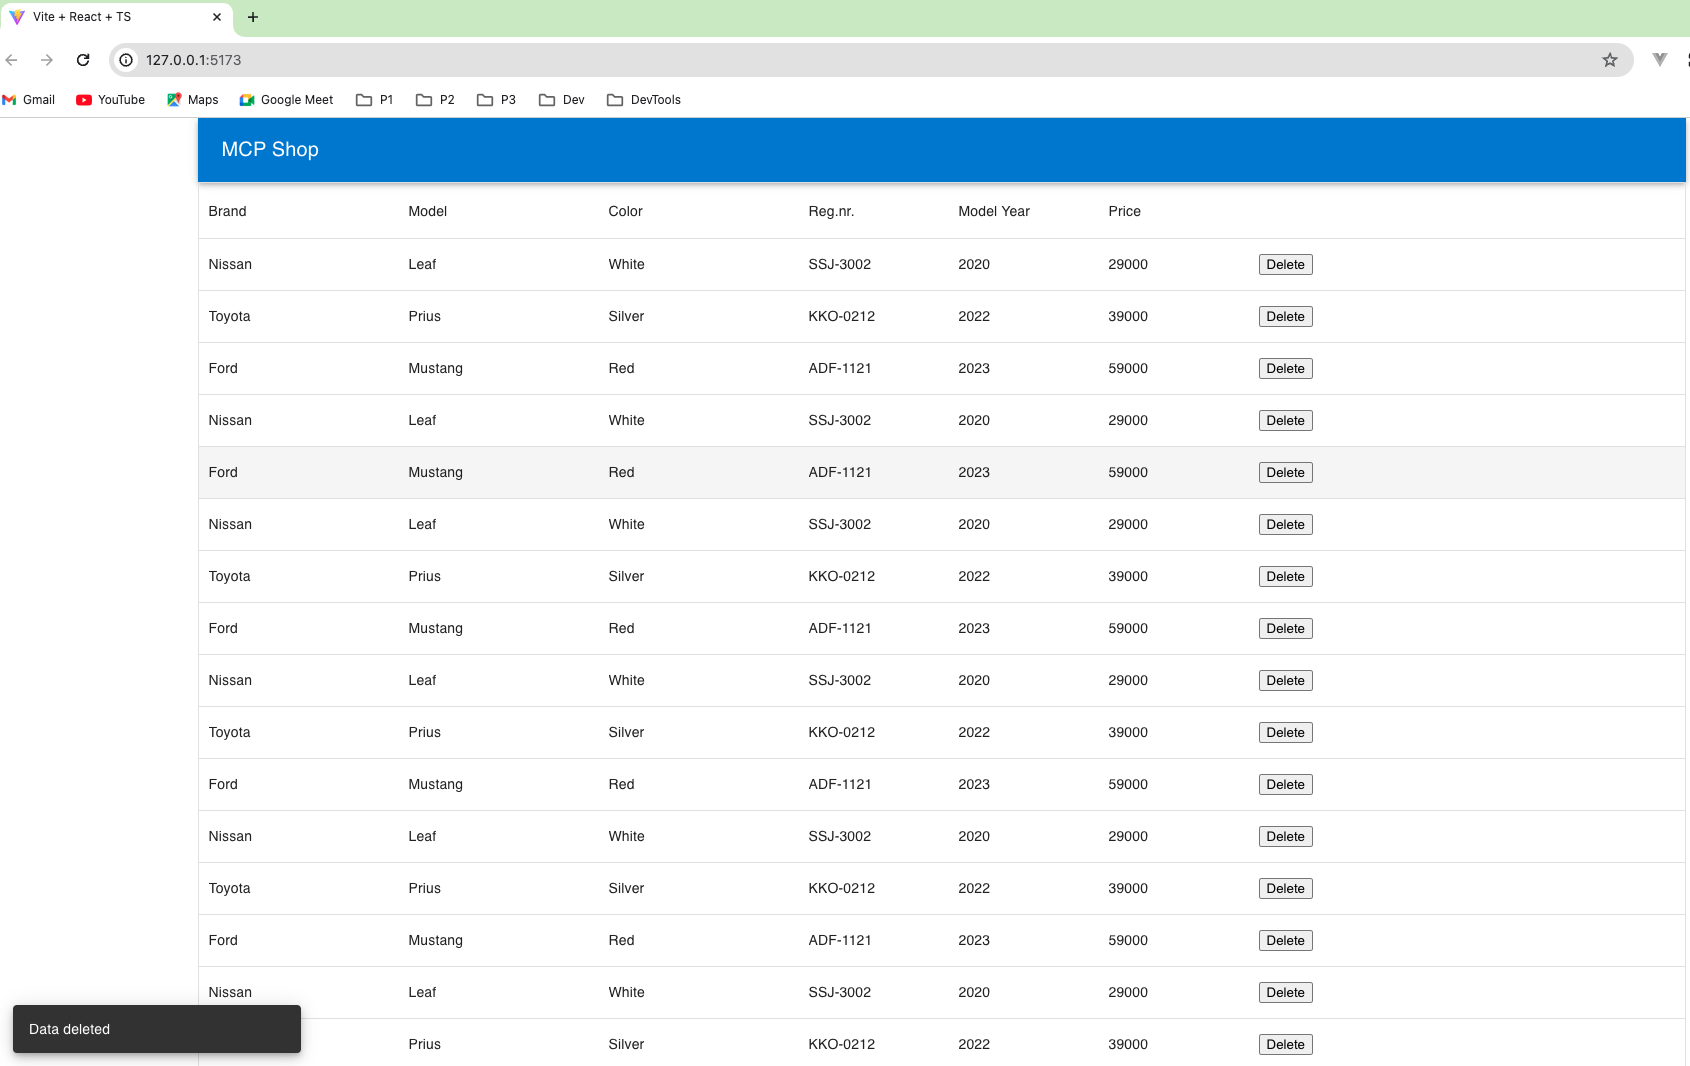 Vite + React + TS
127.0.0.1:5173
Gmail YouTube Maps Google Meet P1 P2 P3 Dev DevTools
MCP Shop
Brand Model Color Reg.nr. Model Year Price
Nissan Leaf White SSJ-3002 2020 29000 Delete
Toyota Prius Silver KKO-0212 2022 39000 Delete
Ford Mustang Red ADF-1121 2023 59000 Delete
Nissan Leaf White SSJ-3002 2020 29000 Delete
Ford Mustang Red ADF-1121 2023 59000 Delete
Nissan Leaf White SSJ-3002 2020 29000 Delete
Toyota Prius Silver KKO-0212 2022 39000 Delete
Ford Mustang Red ADF-1121 2023 59000 Delete
Nissan Leaf White SSJ-3002 2020 29000 Delete
Toyota Prius Silver KKO-0212 2022 39000 Delete
Ford Mustang Red ADF-1121 2023 59000 Delete
Nissan Leaf White SSJ-3002 2020 29000 Delete
Toyota Prius Silver KKO-0212 2022 39000 Delete
Ford Mustang Red ADF-1121 2023 59000 Delete
Nissan Leaf White SSJ-3002 2020 29000 Delete
Data deleted
Prius Silver KKO-0212 2022 39000 Delete